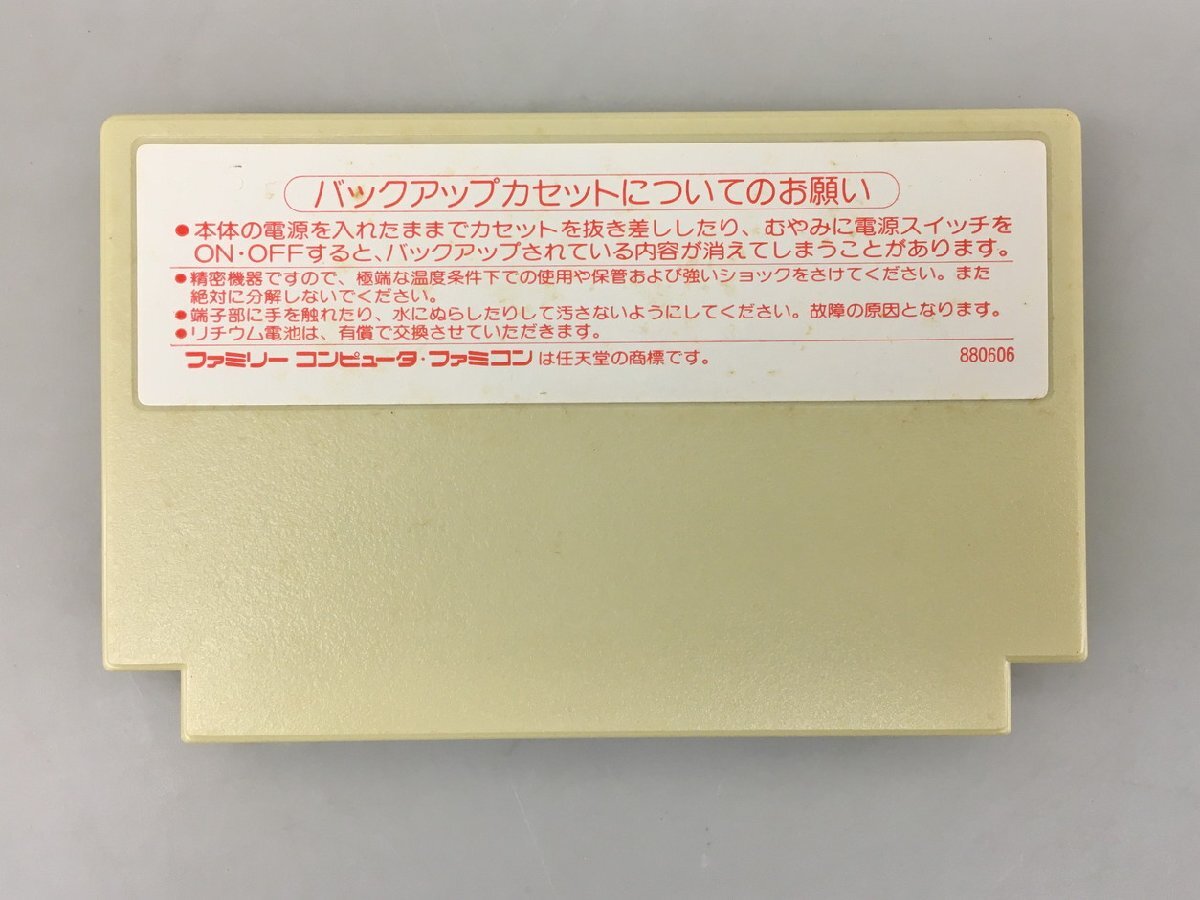 バックアップカセットについてのお願い
●本体の電源を入れたままでカセットを抜き差ししたり、むやみに電源スイッチを
ON・OFFすると、バックアップされている内容が消えてしまうことがあります。
●精密機器ですので、極端な温度条件下での使用や保管および強いショックをさけてください。また
絶対に分解しないでください。
●端子部に手を触れたり、水にぬらしたりして汚さないようにしてください。故障の原因となります。
●リチウム電池は、有償で交換させていただきます。
ファミリーコンピュータ・ファミコンは任天堂の商標です。 880606